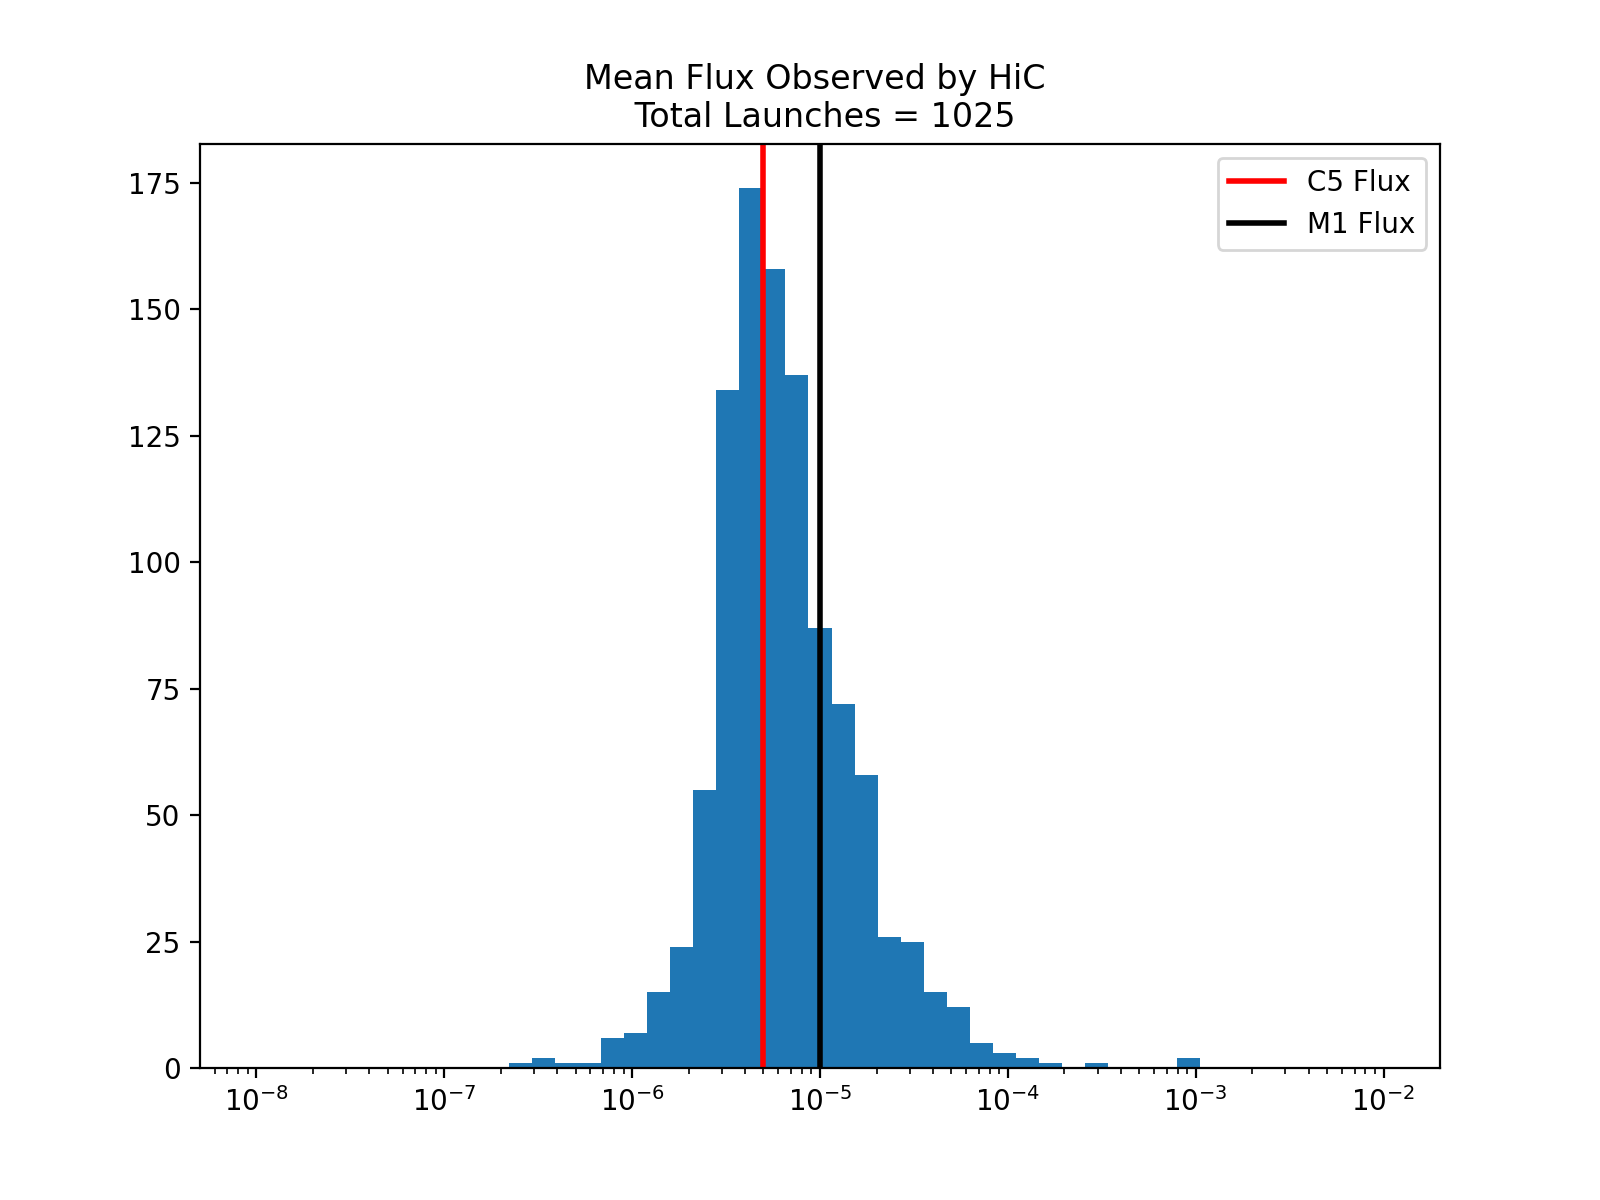 Mean Flux Observed by HiC
Total Launches = 1025
C5 Flux
M1 Flux
175
150
125
100
75
50
25
0
10⁻⁸ 10⁻⁷ 10⁻⁶ 10⁻⁵ 10⁻⁴ 10⁻³ 10⁻²